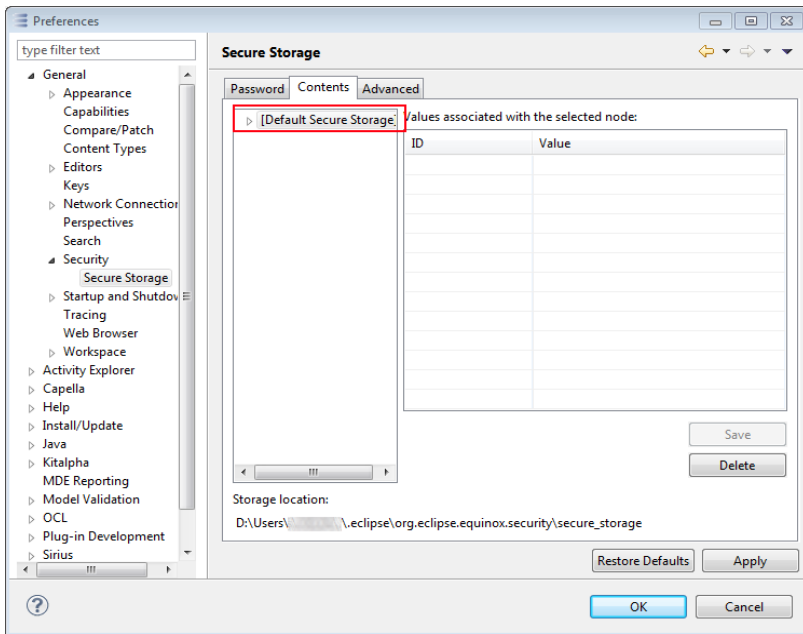 Preferences
type filter text
General
Appearance
Capabilities
Compare/Patch
Content Types
Editors
Keys
Network Connection
Perspectives
Search
Security
Secure Storage
Startup and Shutdov
Tracing
Web Browser
Workspace
Activity Explorer
Capella
Help
Install/Update
Java
Kitalpha
MDE Reporting
Model Validation
OCL
Plug-in Development
Sirius
Secure Storage
Password Contents Advanced
[Default Secure Storage]
Values associated with the selected node:
ID Value
Save
Delete
Storage location:
D:\Users\ \.eclipse\org.eclipse.equinox.security\secure_storage
Restore Defaults Apply
OK Cancel